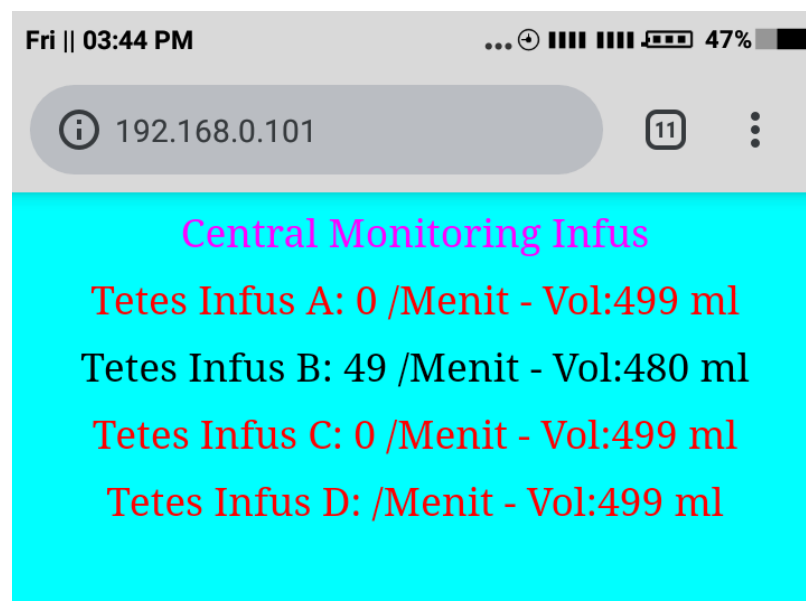 Fri || 03:44 PM
47%
192.168.0.101
11
Central Monitoring Infus
Tetes Infus A: 0 /Menit - Vol:499 ml
Tetes Infus B: 49 /Menit - Vol:480 ml
Tetes Infus C: 0 /Menit - Vol:499 ml
Tetes Infus D: /Menit - Vol:499 ml